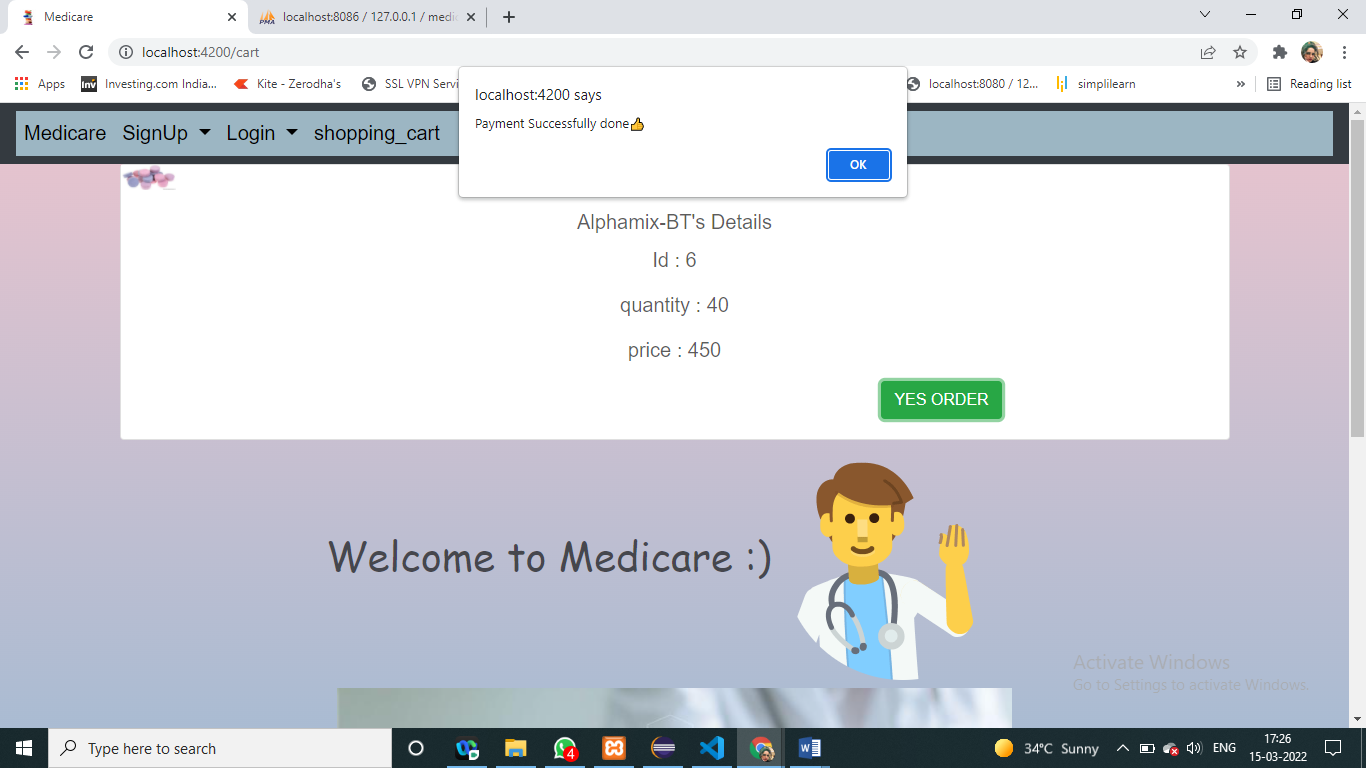 Medicare
localhost:8086 / 127.0.0.1 / medic
localhost:4200/cart
Apps
Inv
Investing.com India...
Kite - Zerodha's
SSL VPN Servi
localhost:8080 / 12...
simplilearn
»
Reading list
localhost:4200 says
Payment Successfully done👍
OK
Medicare SignUp Login shopping_cart
Alphamix-BT's Details
Id : 6
quantity : 40
price : 450
YES ORDER
Welcome to Medicare :)
Activate Windows
Go to Settings to activate Windows.
Type here to search
4
34°C Sunny
ENG
17:26
15-03-2022